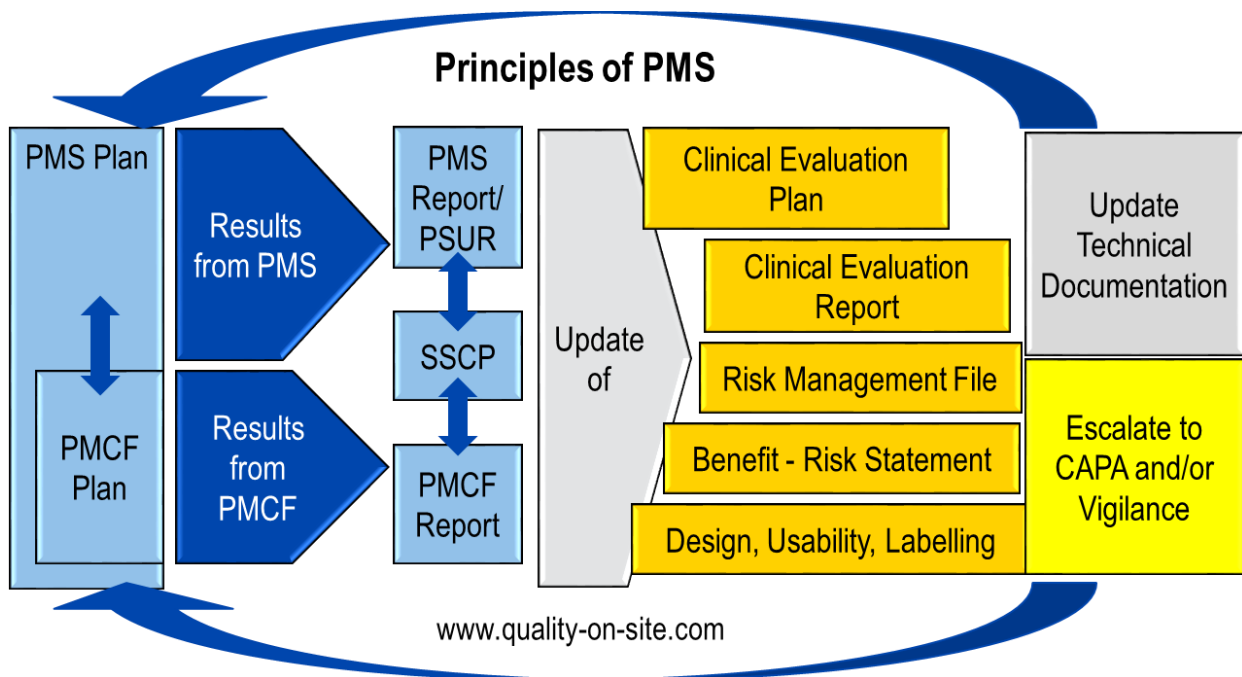 Principles of PMS
PMS Plan
PMCF
Plan
Results
from PMS
Results
from
PMCF
PMS
Report/
PSUR
SSCP
PMCF
Report
Update
of
Clinical Evaluation
Plan
Clinical Evaluation
Report
Risk Management File
Benefit - Risk Statement
Design, Usability, Labelling
Update
Technical
Documentation
Escalate to
CAPA and/or
Vigilance
www.quality-on-site.com